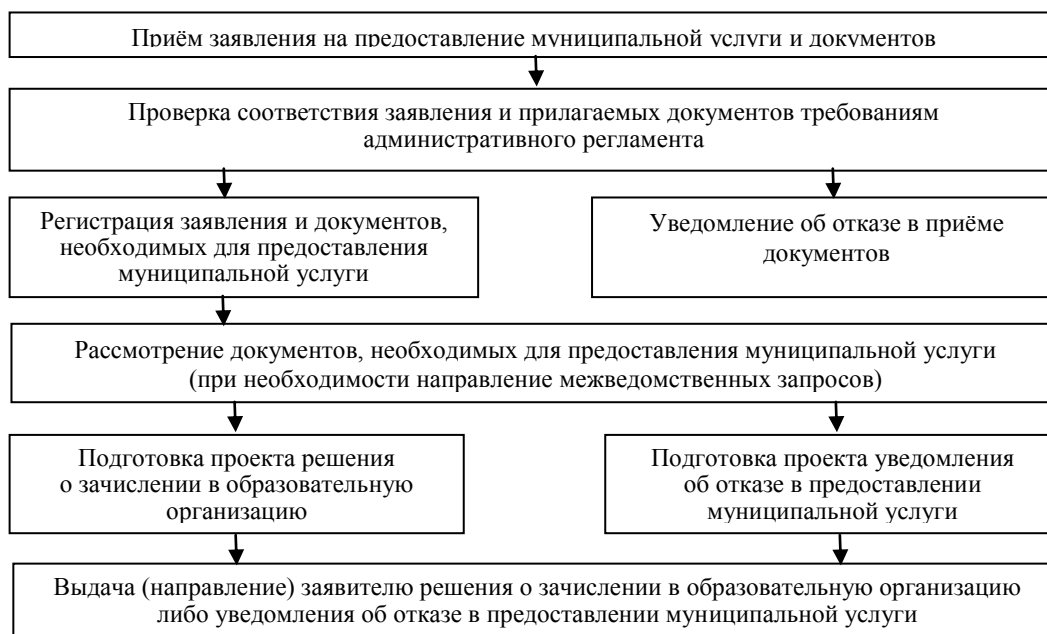 Приём заявления на предоставление муниципальной услуги и документов
Проверка соответствия заявления и прилагаемых документов требованиям
административного регламента
Регистрация заявления и документов,
необходимых для предоставления
муниципальной услуги
Уведомление об отказе в приёме
документов
Рассмотрение документов, необходимых для предоставления муниципальной услуги
(при необходимости направление межведомственных запросов)
Подготовка проекта решения
о зачислении в образовательную
организацию
Подготовка проекта уведомления
об отказе в предоставлении
муниципальной услуги
Выдача (направление) заявителю решения о зачислении в образовательную организацию
либо уведомления об отказе в предоставлении муниципальной услуги